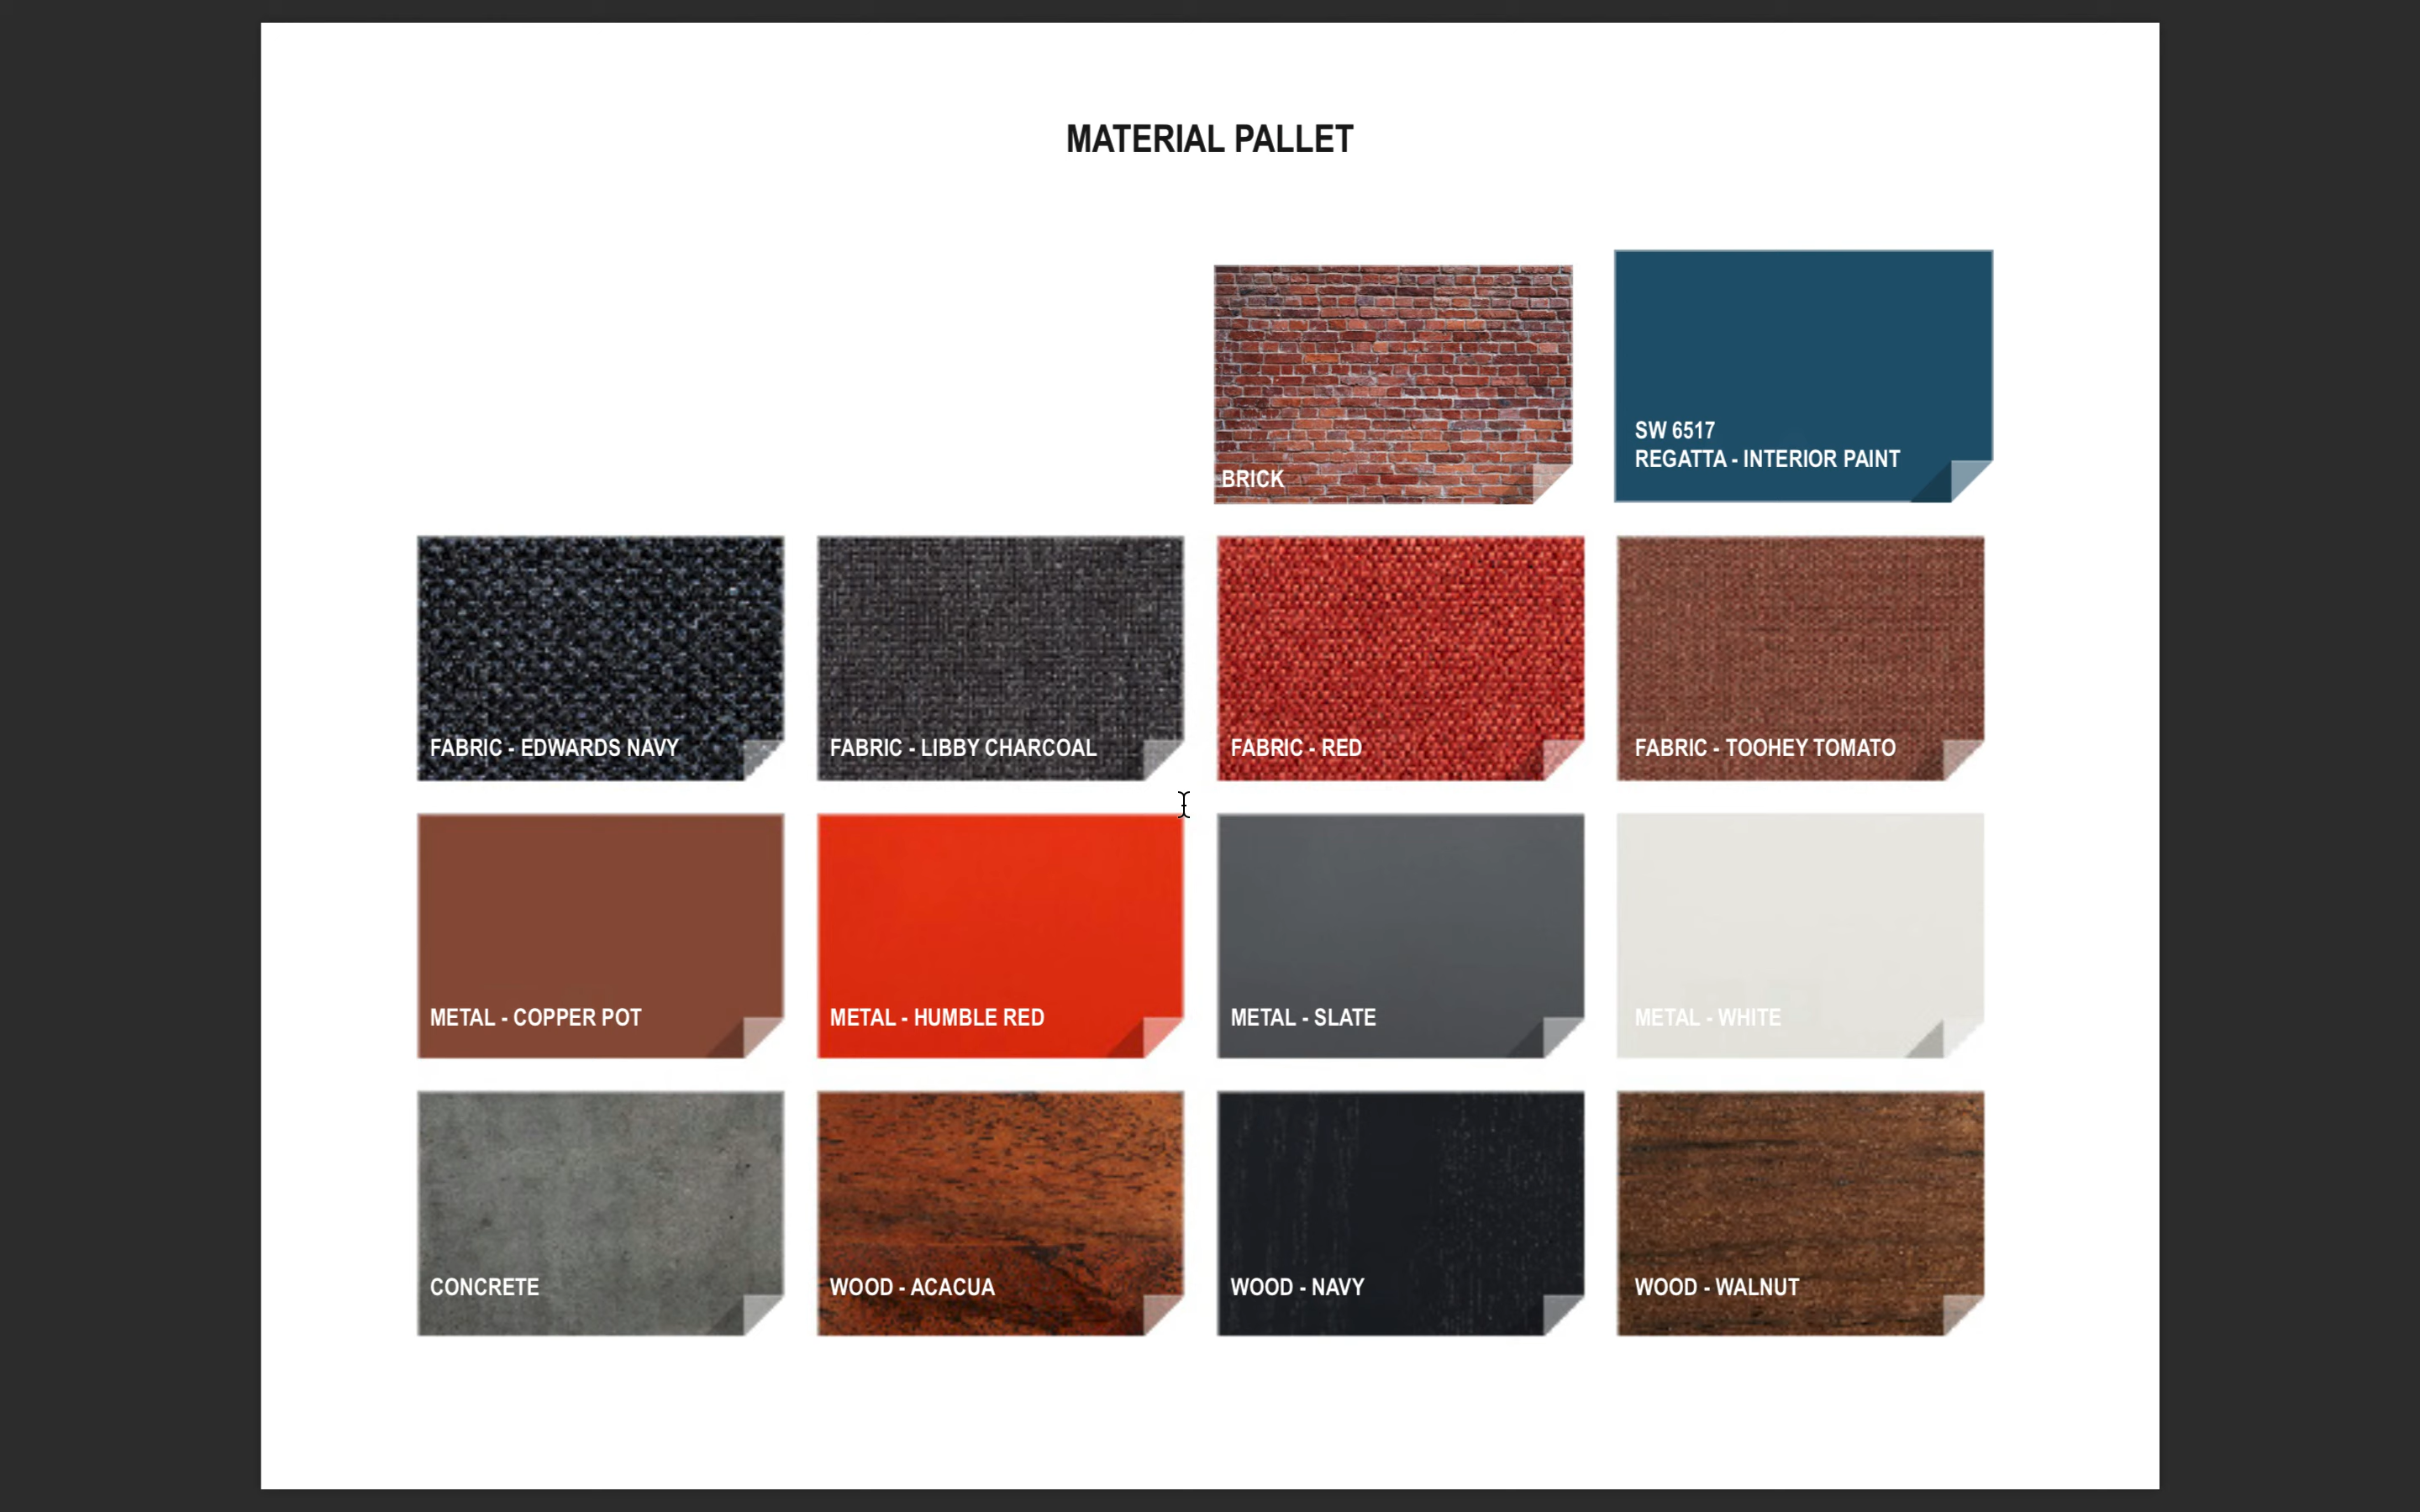 MATERIAL PALLET
BRICK
SW 6517
REGATTA - INTERIOR PAINT
FABRIC - EDWARDS NAVY
FABRIC - LIBBY CHARCOAL
FABRIC - RED
FABRIC - TOOHEY TOMATO
METAL - COPPER POT
METAL - HUMBLE RED
METAL - SLATE
METAL - WHITE
CONCRETE
WOOD - ACACUA
WOOD - NAVY
WOOD - WALNUT